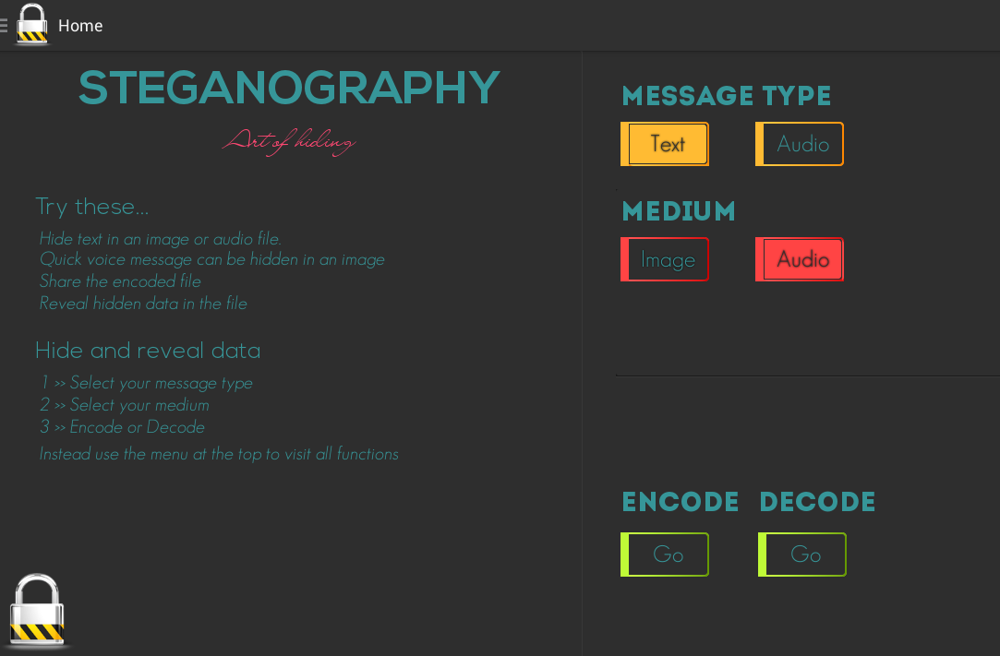 Home
STEGANOGRAPHY
Art of hiding
Try these...
Hide text in an image or audio file.
Quick voice message can be hidden in an image
Share the encoded file
Reveal hidden data in the file
Hide and reveal data
1 >> Select your message type
2 >> Select your medium
3 >> Encode or Decode
Instead use the menu at the top to visit all functions
MESSAGE TYPE
Text Audio
MEDIUM
Image Audio
ENCODE DECODE
Go Go